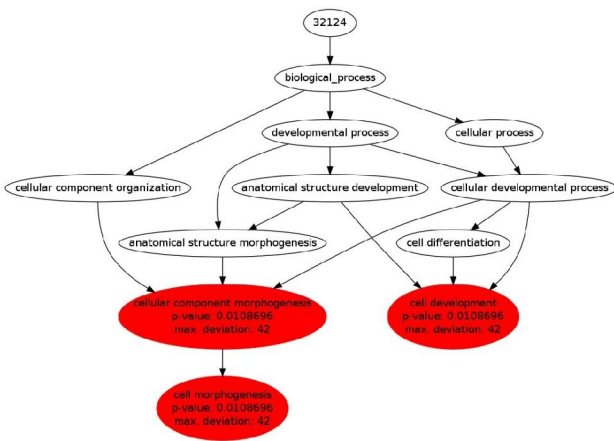 32124
biological_process
developmental process
cellular process
cellular component organization
anatomical structure development
cellular developmental process
anatomical structure morphogenesis
cell differentiation
cellular component morphogenesis
p-value: 0.0108696
max. deviation: 42
cell development
p-value: 0.0108696
max. deviation: 42
cell morphogenesis
p-value: 0.0108696
max. deviation: 42